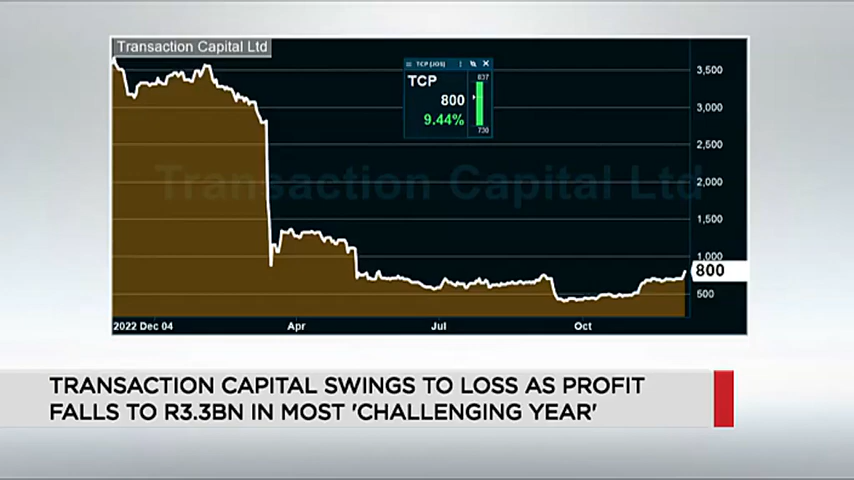 Transaction Capital Ltd
TCP [JOS]
TCP
800
9.44%
837
730
3,500
3,000
2,500
2,000
1,500
1,000
800
500
Transaction Capital Ltd
2022 Dec 04
Apr
Jul
Oct
TRANSACTION CAPITAL SWINGS TO LOSS AS PROFIT
FALLS TO R3.3BN IN MOST 'CHALLENGING YEAR'